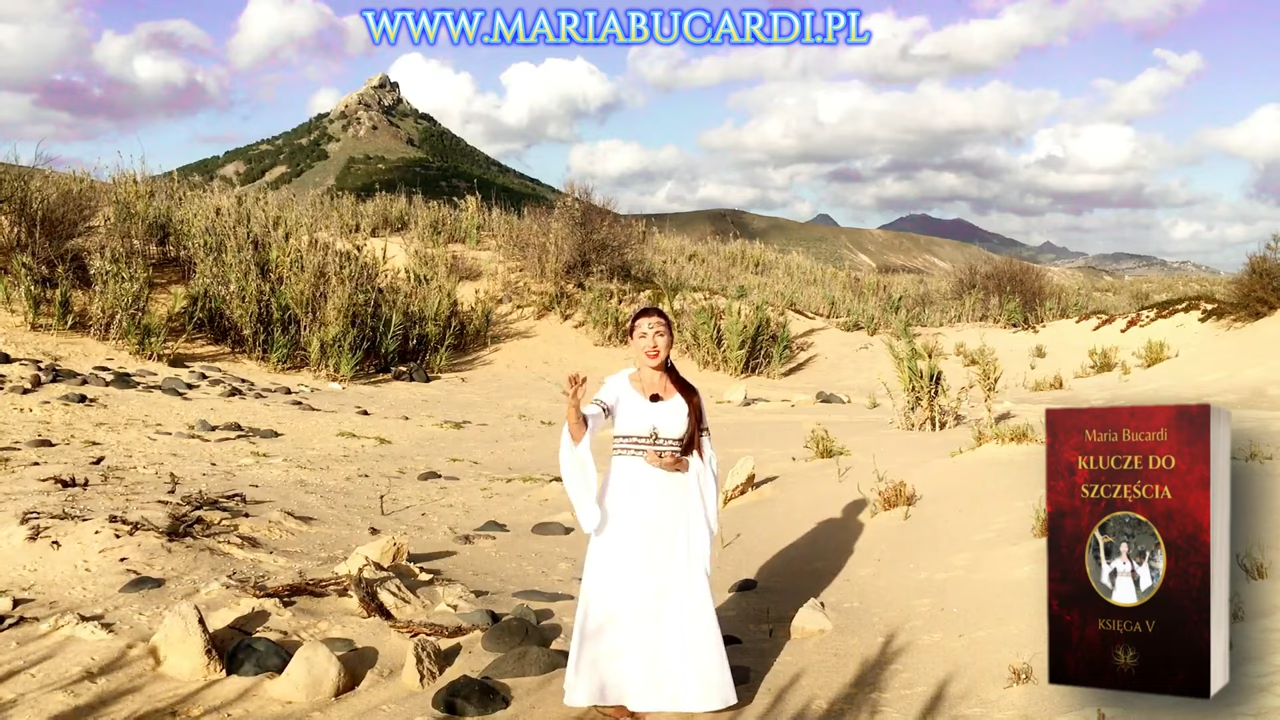 WWW.MARIABUCARDI.PL
Maria Bucardi
KLUCZE DO
SZCZĘŚCIA
KSIĘGA V